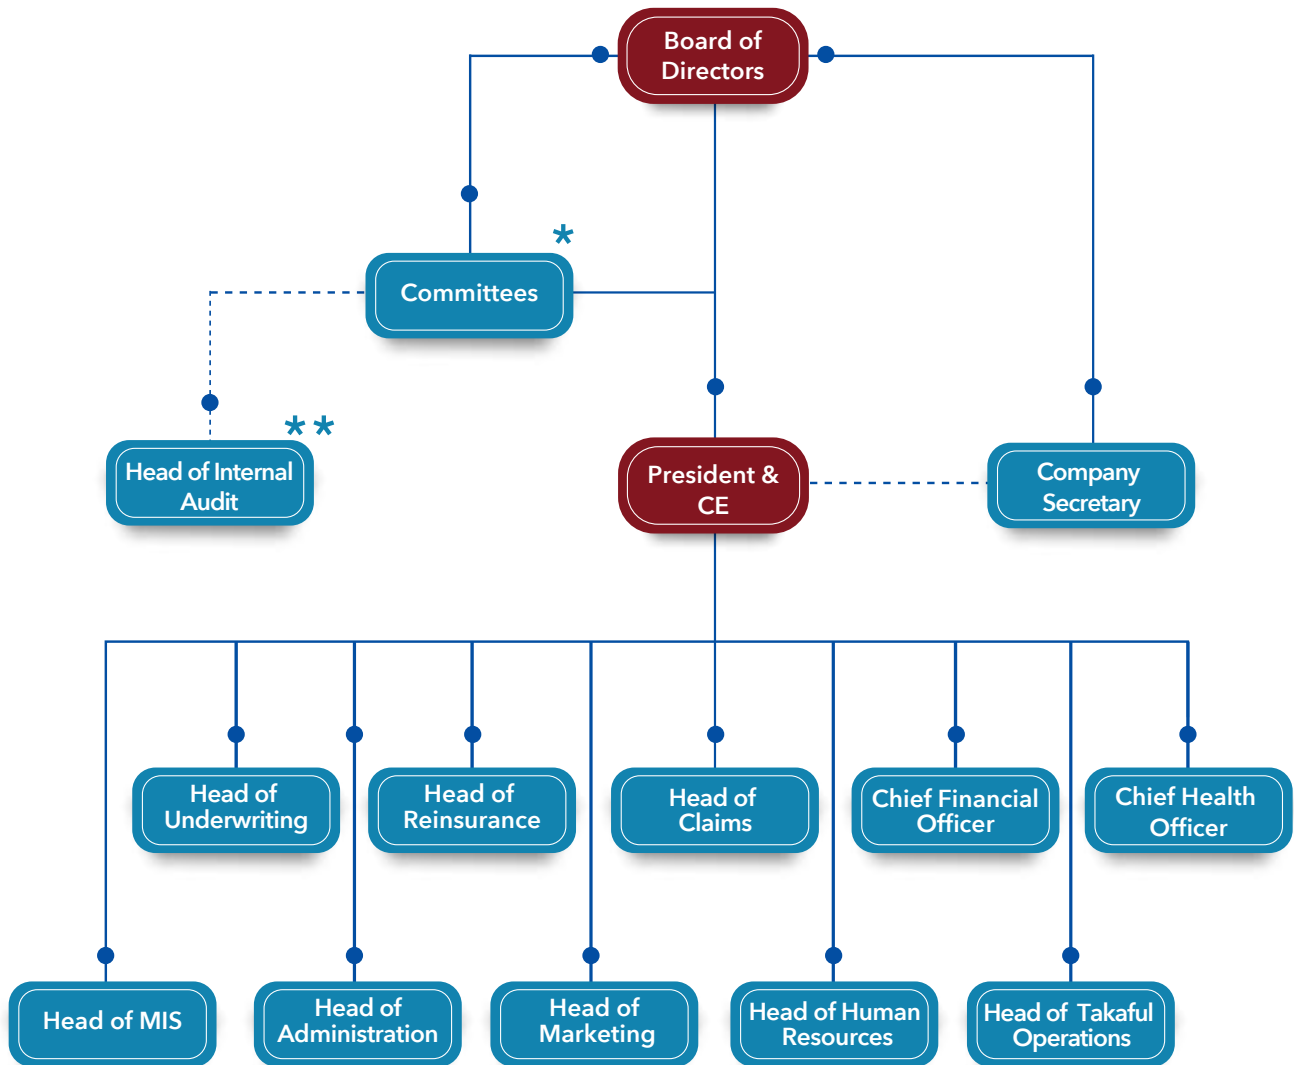 Board of
Directors
*
Committees
**
Head of Internal
Audit
President &
CE
Company
Secretary
Head of
Underwriting
Head of
Reinsurance
Head of
Claims
Chief Financial
Officer
Chief Health
Officer
Head of MIS
Head of
Administration
Head of
Marketing
Head of Human
Resources
Head of Takaful
Operations